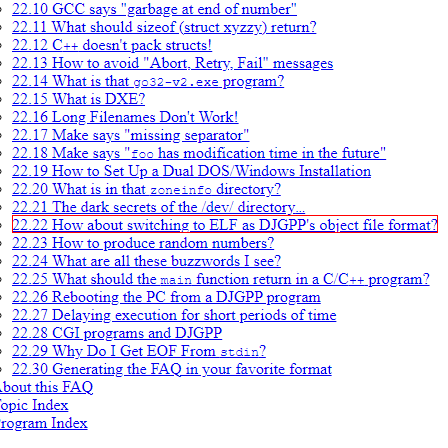 22.10 GCC says "garbage at end of number"
22.11 What should sizeof (struct xyzzy) return?
22.12 C++ doesn't pack structs!
22.13 How to avoid "Abort, Retry, Fail" messages
22.14 What is that go32-v2.exe program?
22.15 What is DXE?
22.16 Long Filenames Don't Work!
22.17 Make says "missing separator"
22.18 Make says "foo has modification time in the future"
22.19 How to Set Up a Dual DOS/Windows Installation
22.20 What is in that zoneinfo directory?
22.21 The dark secrets of the /dev/ directory...
22.22 How about switching to ELF as DJGPP's object file format?
22.23 How to produce random numbers?
22.24 What are all these buzzwords I see?
22.25 What should the main function return in a C/C++ program?
22.26 Rebooting the PC from a DJGPP program
22.27 Delaying execution for short periods of time
22.28 CGI programs and DJGPP
22.29 Why Do I Get EOF From stdin?
22.30 Generating the FAQ in your favorite format
bout this FAQ
opic Index
rogram Index